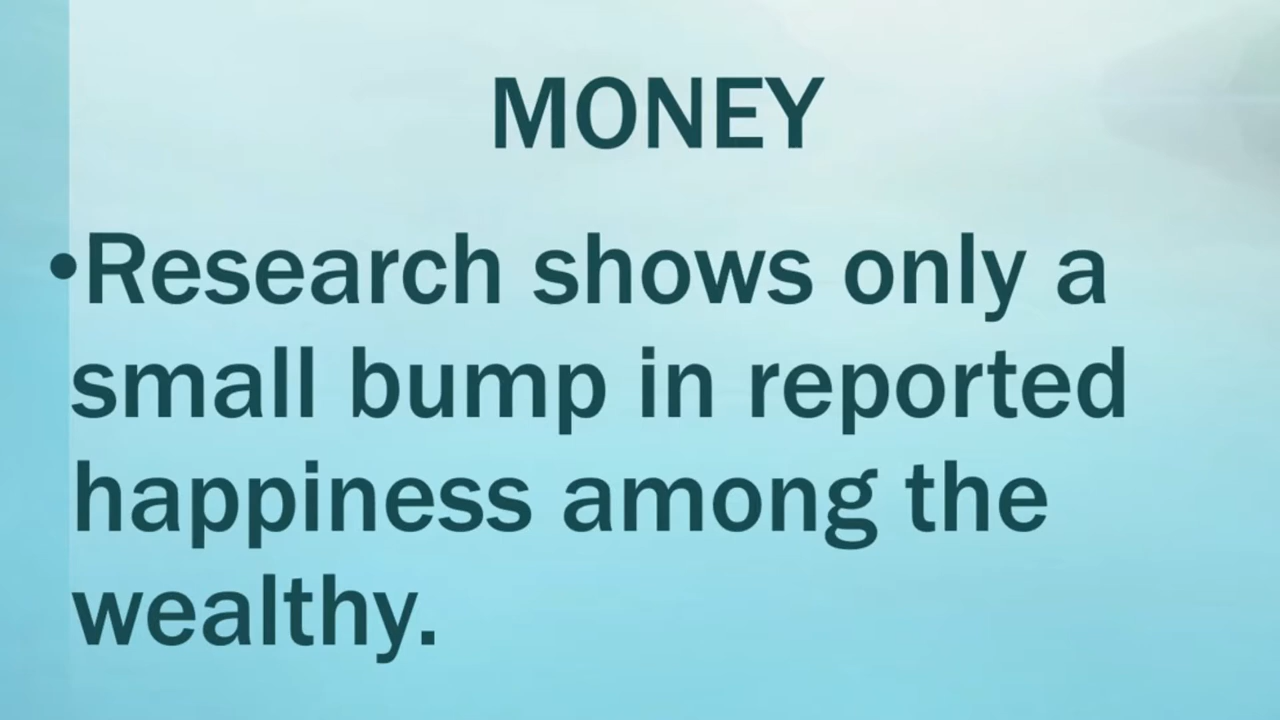 MONEY
•Research shows only a
small bump in reported
happiness among the
wealthy.